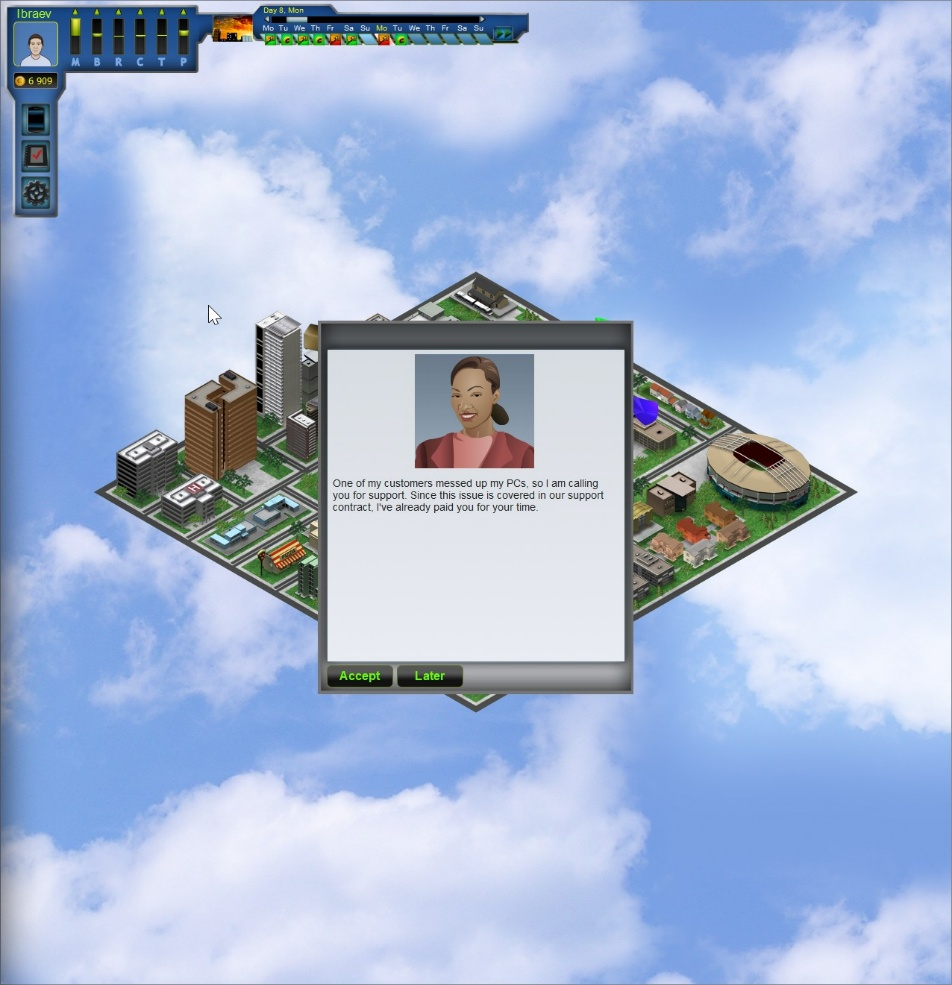 Ibraev
Day 8, Mon
Mo Tu We Th Fr Sa Su Mo Tu We Th Fr Sa Su
M B R C T P
6 909
One of my customers messed up my PCs, so I am calling
you for support. Since this issue is covered in our support
contract, I've already paid you for your time.
Accept Later